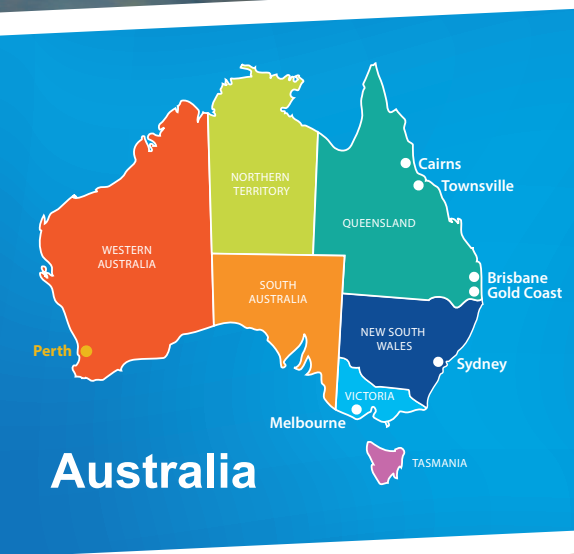 NORTHERN
TERRITORY
Cairns
Townsville
QUEENSLAND
WESTERN
AUSTRALIA
SOUTH
AUSTRALIA
Brisbane
Gold Coast
NEW SOUTH
WALES
Perth
Sydney
VICTORIA
Melbourne
TASMANIA
Australia